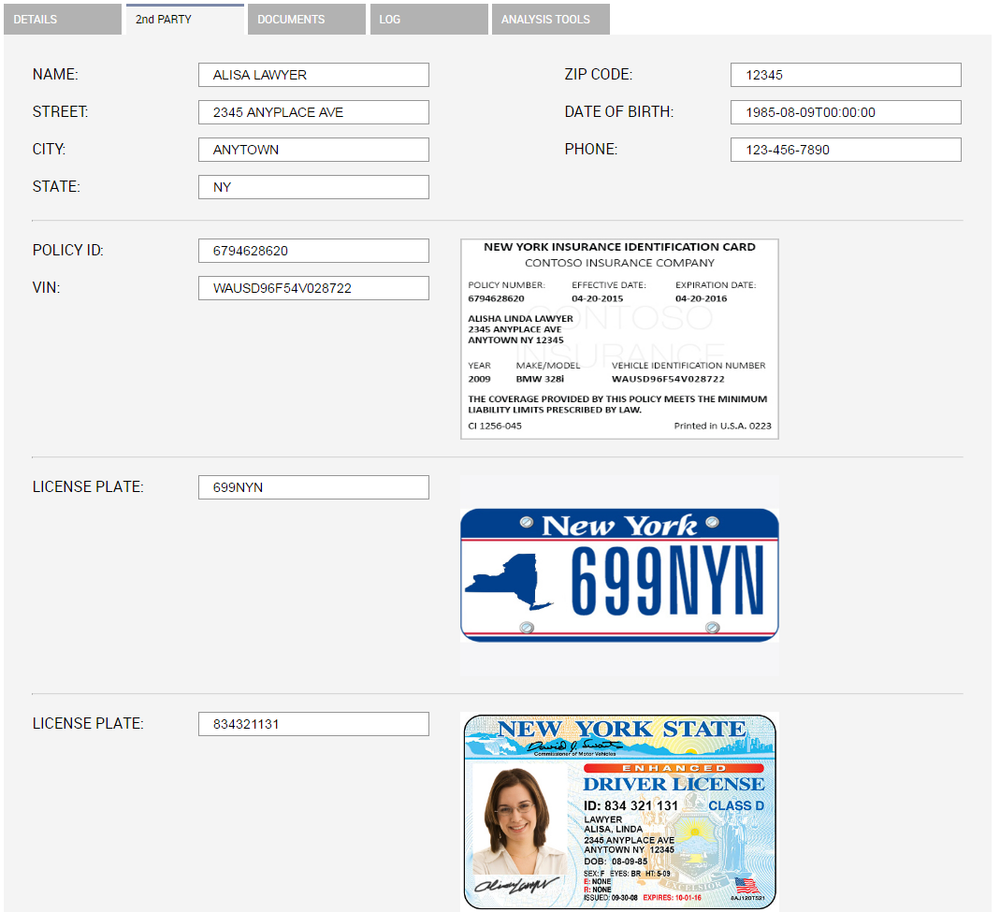 DETAILS
2nd PARTY
DOCUMENTS
LOG
ANALYSIS TOOLS
NAME: ALISA LAWYER
ZIP CODE: 12345
STREET: 2345 ANYPLACE AVE
DATE OF BIRTH: 1985-08-09T00:00:00
CITY: ANYTOWN
PHONE: 123-456-7890
STATE: NY
POLICY ID: 6794628620
VIN: WAUSD96F54V028722
NEW YORK INSURANCE IDENTIFICATION CARD
CONTOSO INSURANCE COMPANY
POLICY NUMBER: EFFECTIVE DATE: EXPIRATION DATE:
6794628620 04-20-2015 04-20-2016
CONTOSO
INSURANCE
ALISHA LINDA LAWYER
2345 ANYPLACE AVE
ANYTOWN NY 12345
YEAR MAKE/MODEL VEHICLE IDENTIFICATION NUMBER
2009 BMW 328i WAUSD96F54V028722
THE COVERAGE PROVIDED BY THIS POLICY MEETS THE MINIMUM
LIABILITY LIMITS PRESCRIBED BY LAW.
CI 1256-045 Printed in U.S.A. 0223
LICENSE PLATE: 699NYN
New York
699NYN
LICENSE PLATE: 834321131
NEW YORK STATE
Commissioner of Motor Vehicles
ENHANCED
DRIVER LICENSE
ID: 834 321 131 CLASS D
LAWYER
ALISA, LINDA
2345 ANYPLACE AVE
ANYTOWN NY 12345
DOB: 08-09-85
SEX: F EYES: BR HT: 5-09
E: NONE
R: NONE
ISSUED: 09-30-08 EXPIRES: 10-01-16
EXCELSIOR